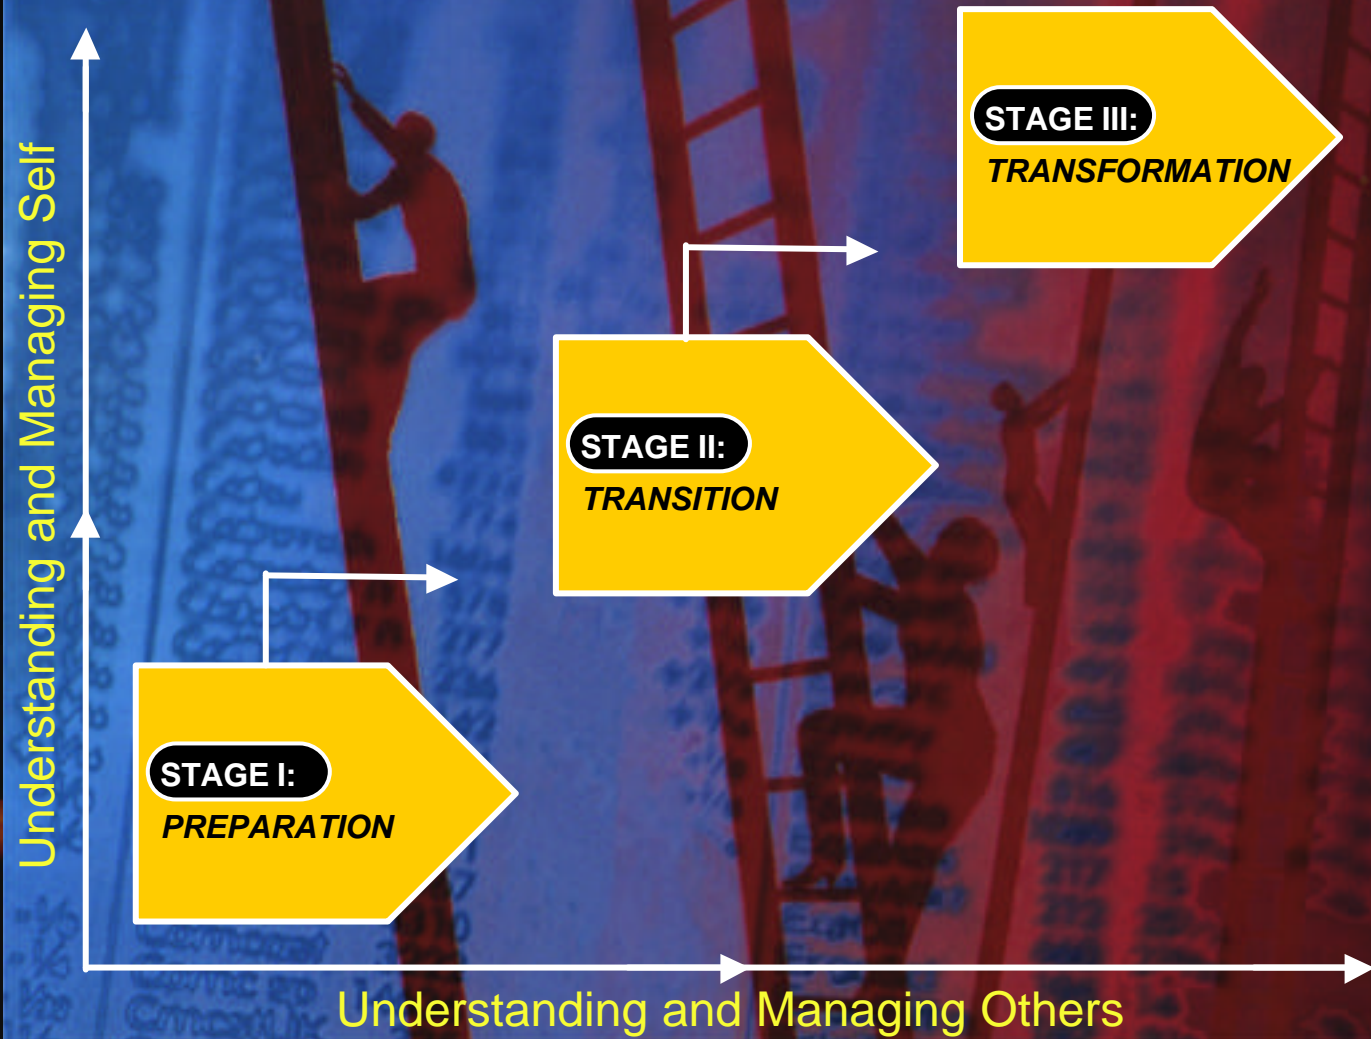 Understanding and Managing Self
STAGE III:
TRANSFORMATION
STAGE II:
TRANSITION
STAGE I:
PREPARATION
Understanding and Managing Others